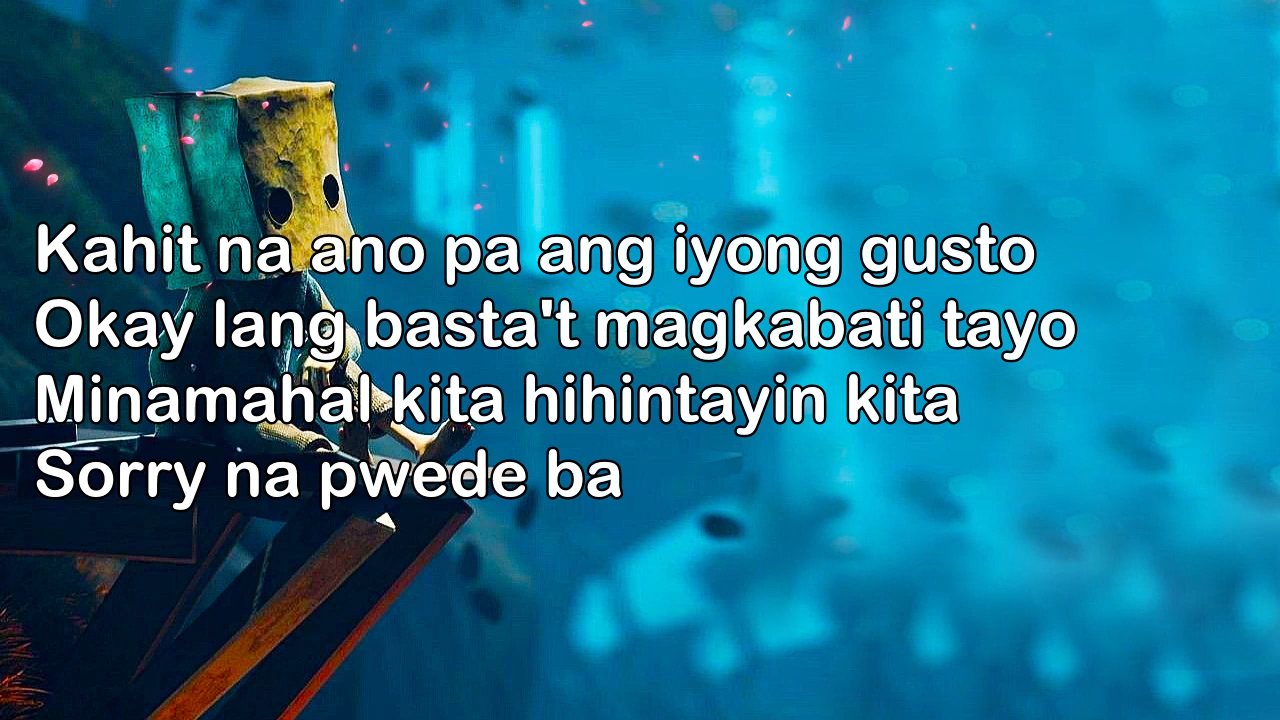 Kahit na ano pa ang iyong gusto
Okay lang basta't magkabati tayo
Minamahal kita hihintayin kita
Sorry na pwede ba